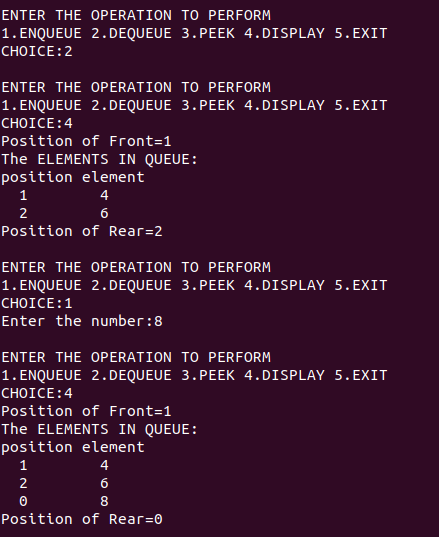 ENTER THE OPERATION TO PERFORM
1.ENQUEUE 2.DEQUEUE 3.PEEK 4.DISPLAY 5.EXIT
CHOICE:2

ENTER THE OPERATION TO PERFORM
1.ENQUEUE 2.DEQUEUE 3.PEEK 4.DISPLAY 5.EXIT
CHOICE:4
Position of Front=1
The ELEMENTS IN QUEUE:
position element
  1        4
  2        6
Position of Rear=2

ENTER THE OPERATION TO PERFORM
1.ENQUEUE 2.DEQUEUE 3.PEEK 4.DISPLAY 5.EXIT
CHOICE:1
Enter the number:8

ENTER THE OPERATION TO PERFORM
1.ENQUEUE 2.DEQUEUE 3.PEEK 4.DISPLAY 5.EXIT
CHOICE:4
Position of Front=1
The ELEMENTS IN QUEUE:
position element
  1        4
  2        6
  0        8
Position of Rear=0